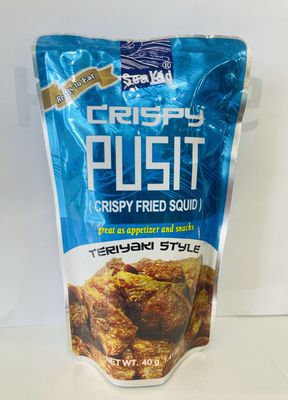 Sea Kid
®
Ready to Eat
CRISPY
PUSIT
( CRISPY FRIED SQUID )
great as appetizer and snacks
TERIYAKI STYLE
NET WT. 40 g